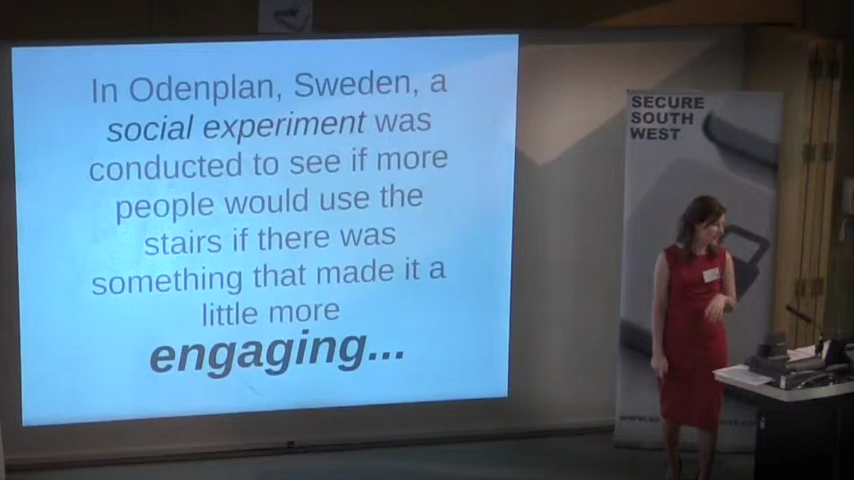 In Odenplan, Sweden, a
social experiment was
conducted to see if more
people would use the
stairs if there was
something that made it a
little more
engaging...
SECURE
SOUTH
WEST